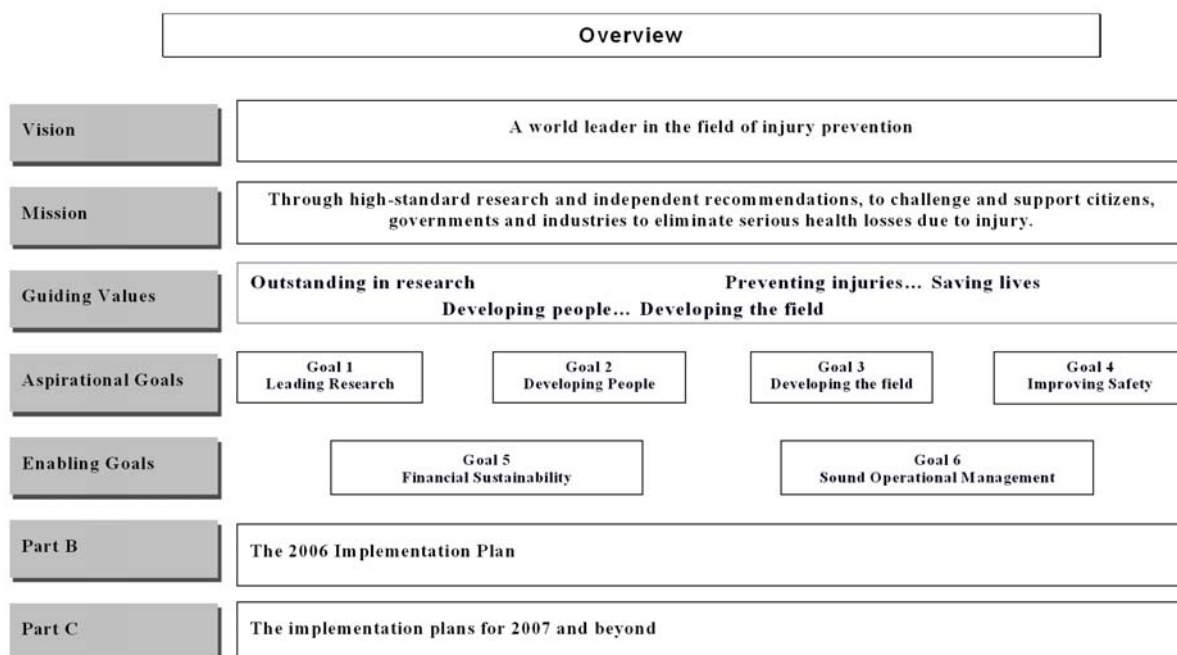 Overview
Vision
A world leader in the field of injury prevention
Mission
Through high-standard research and independent recommendations, to challenge and support citizens,
governments and industries to eliminate serious health losses due to injury.
Guiding Values
Outstanding in research
Preventing injuries… Saving lives
Developing people… Developing the field
Aspirational Goals
Goal 1
Leading Research
Goal 2
Developing People
Goal 3
Developing the field
Goal 4
Improving Safety
Enabling Goals
Goal 5
Financial Sustainability
Goal 6
Sound Operational Management
Part B
The 2006 Implementation Plan
Part C
The implementation plans for 2007 and beyond